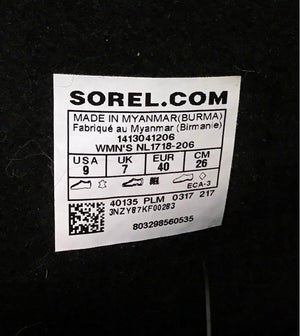 SOREL.COM
MADE IN MYANMAR(BURMA)
Fabriqué au Myanmar (Birmanie)
1413041206
WMN'S NL1718-206
USA UK EUR CM
9 7 40 26
ECA-3
40135 PLM 0317 217
3NZY87KF00283
803298560535